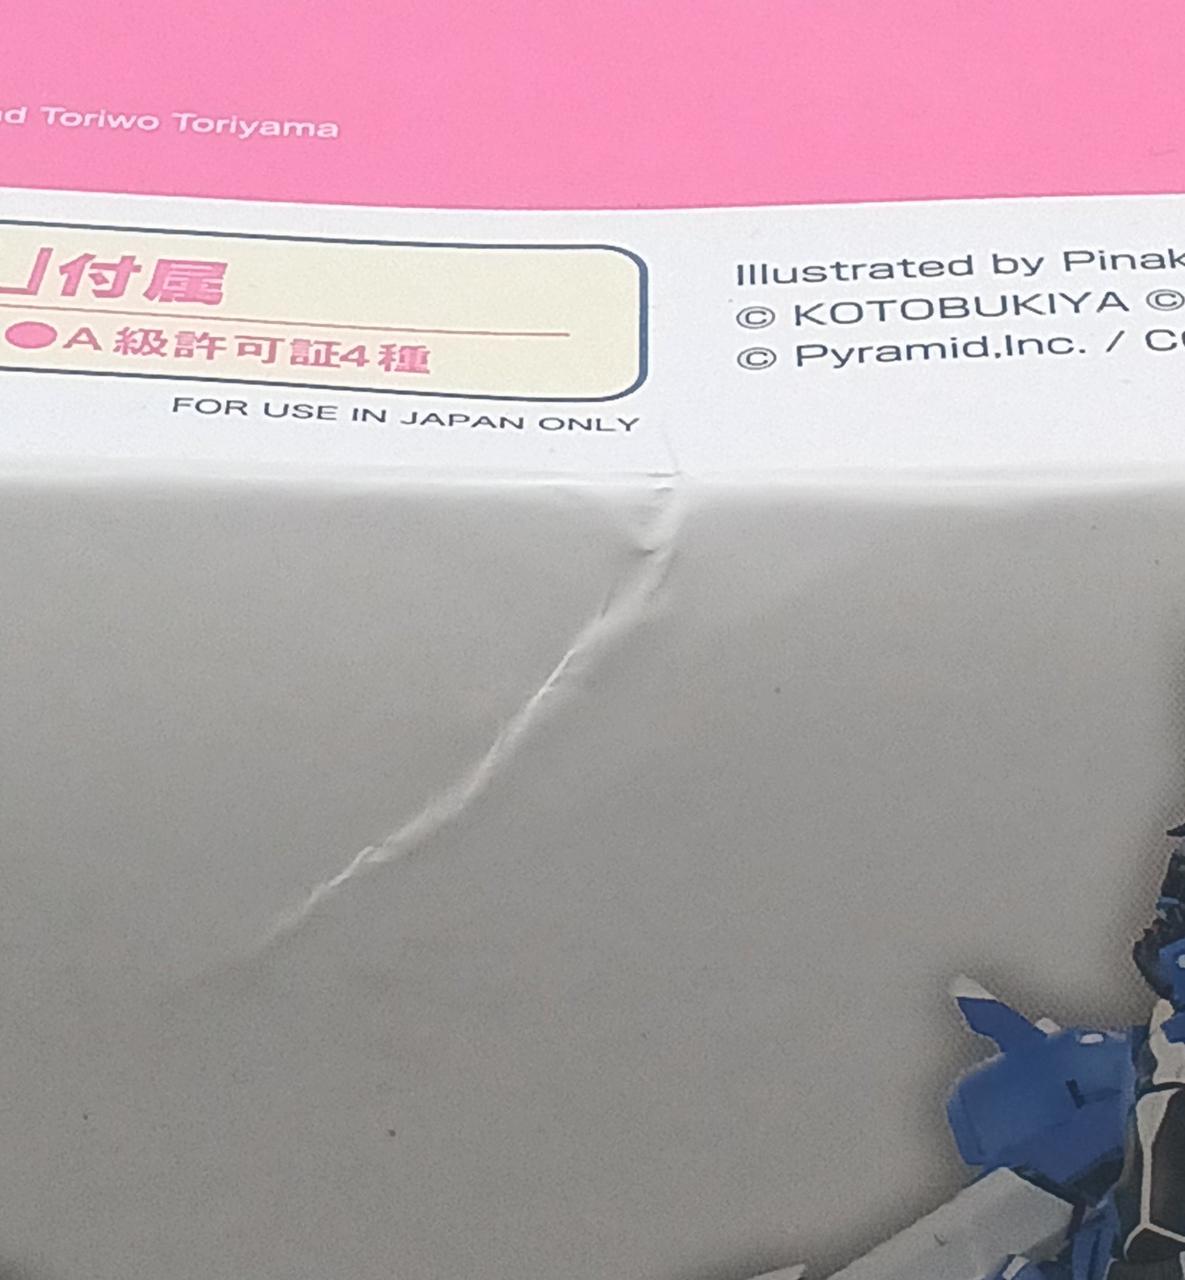 Toriwo Toriyama
」付属
●A級許可証4種
FOR USE IN JAPAN ONLY
Illustrated by
© KOTOBUKIYA ©
© Pyramid,Inc. /